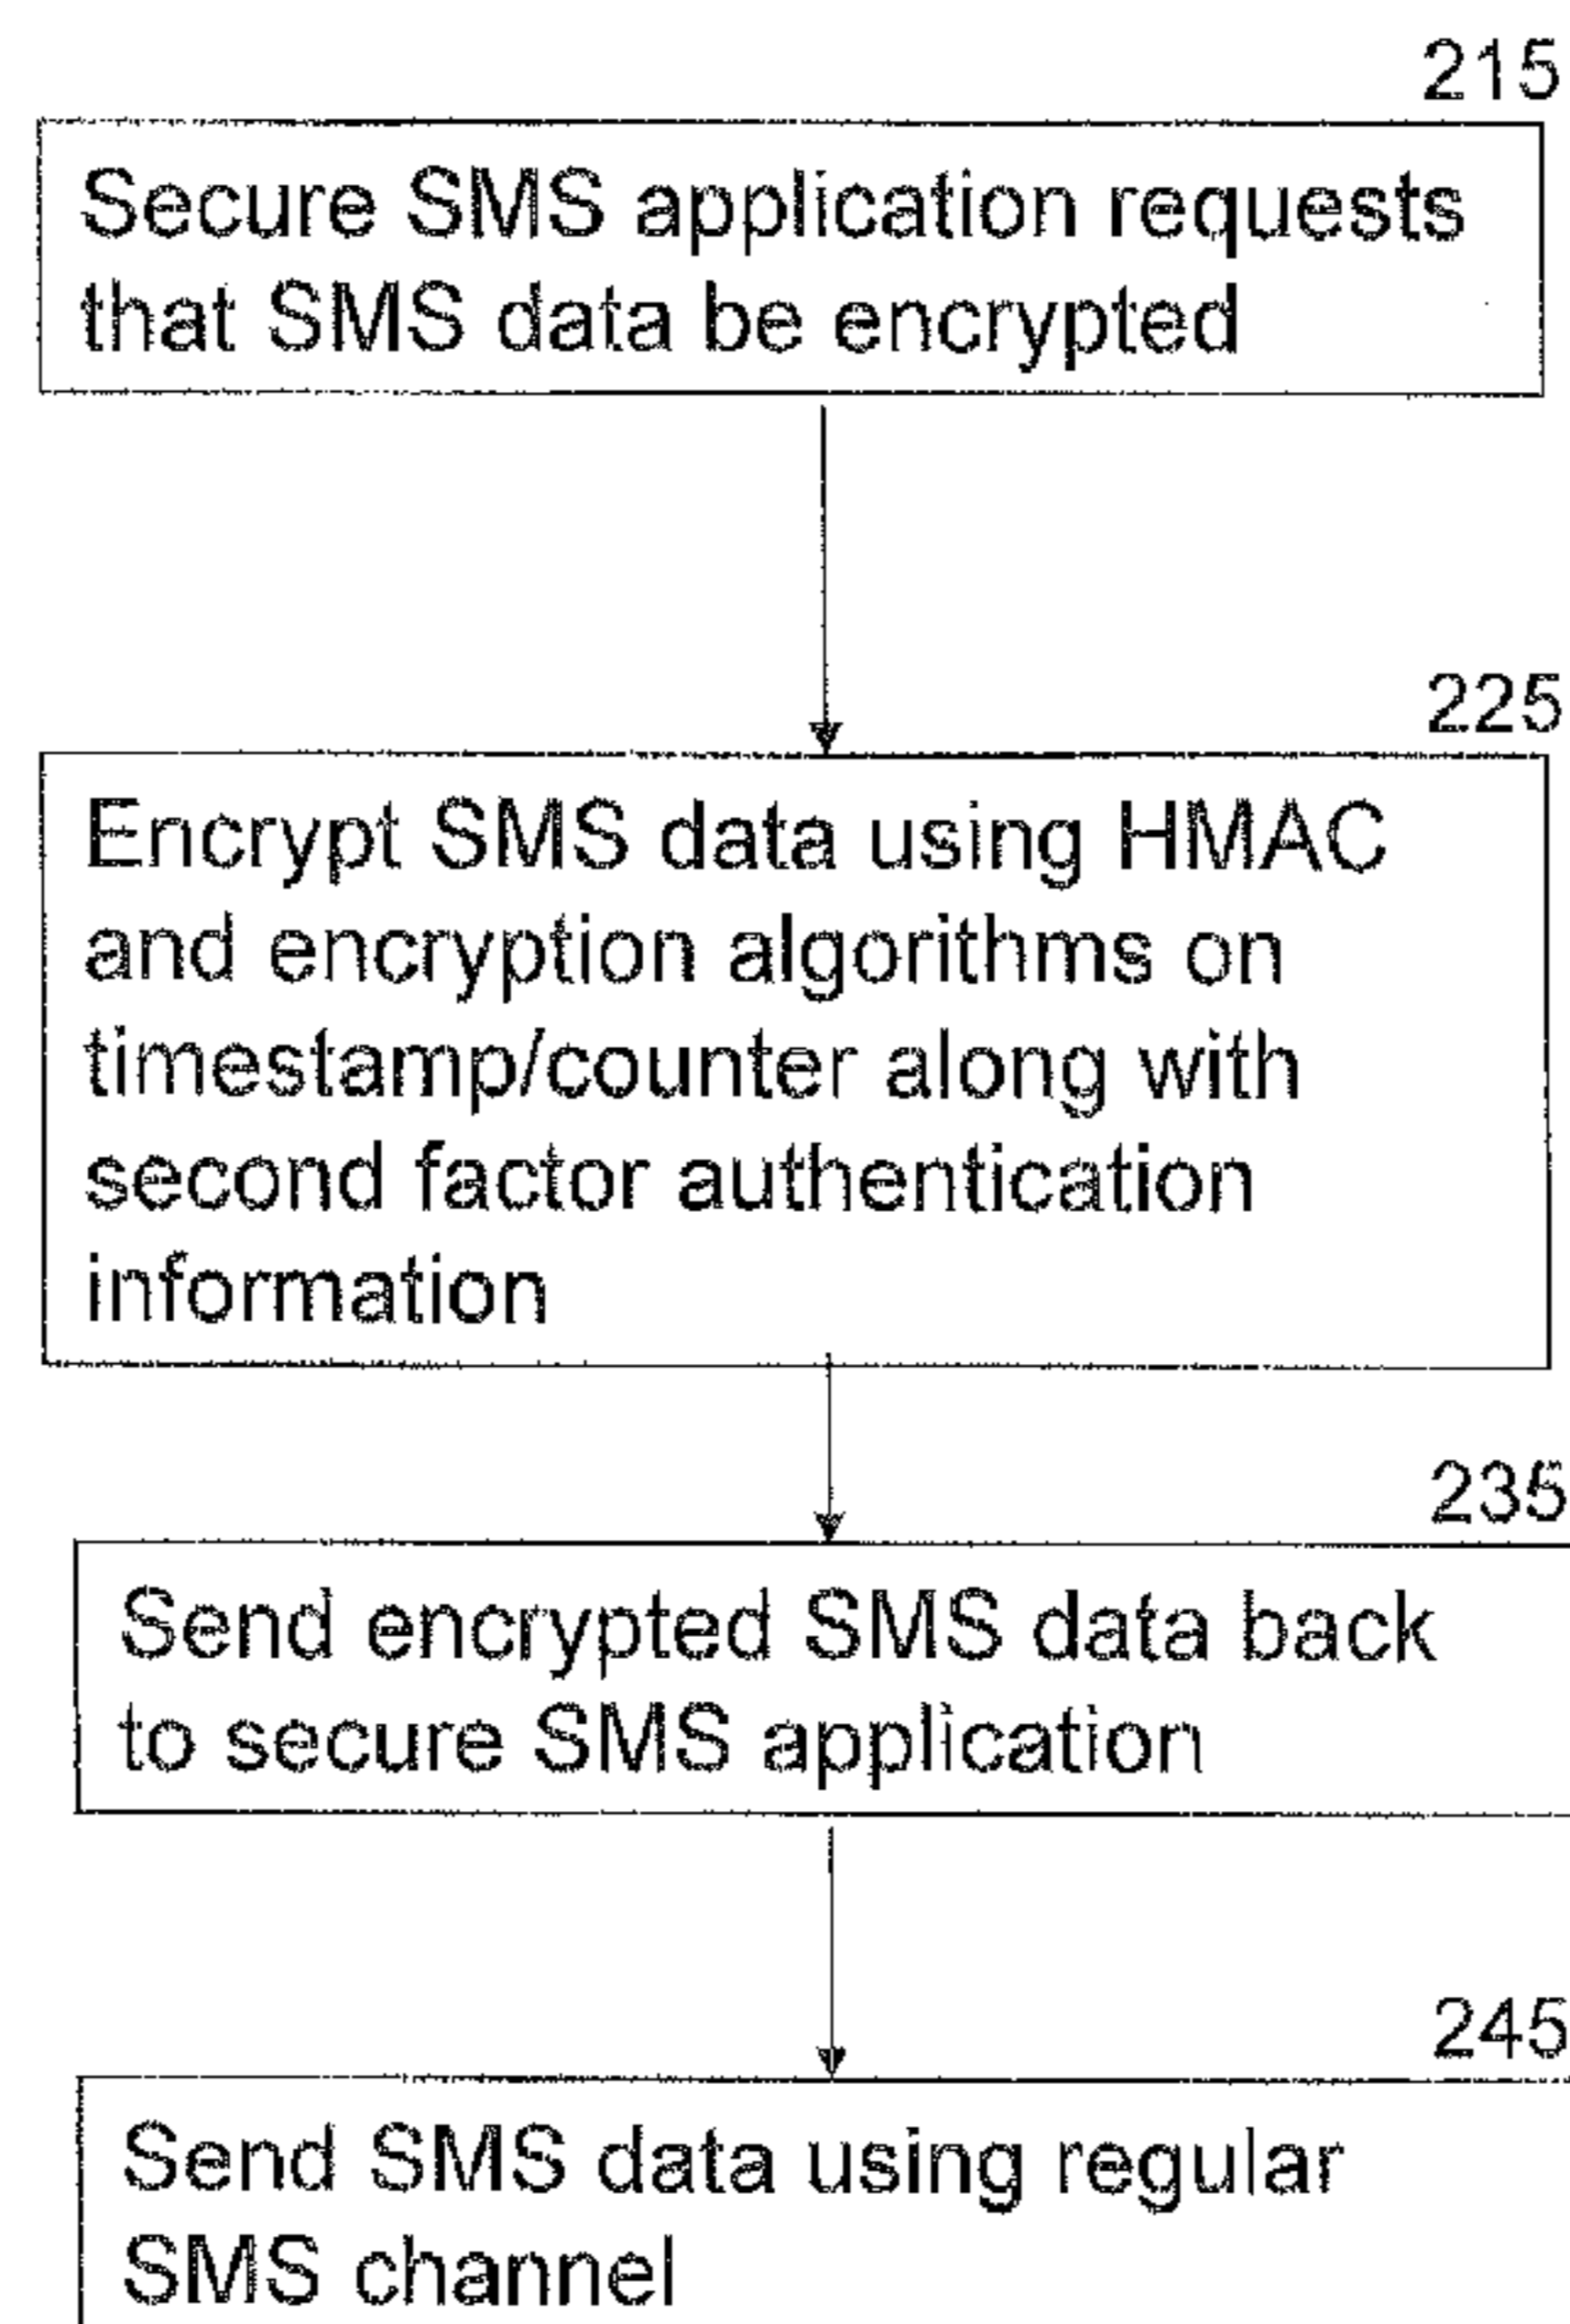 215
Secure SMS application requests
that SMS data be encrypted
225
Encrypt SMS data using HMAC
and encryption algorithms on
timestamp/counter along with
second factor authentication
information
235
Send encrypted SMS data back
to secure SMS application
245
Send SMS data using regular
SMS channel